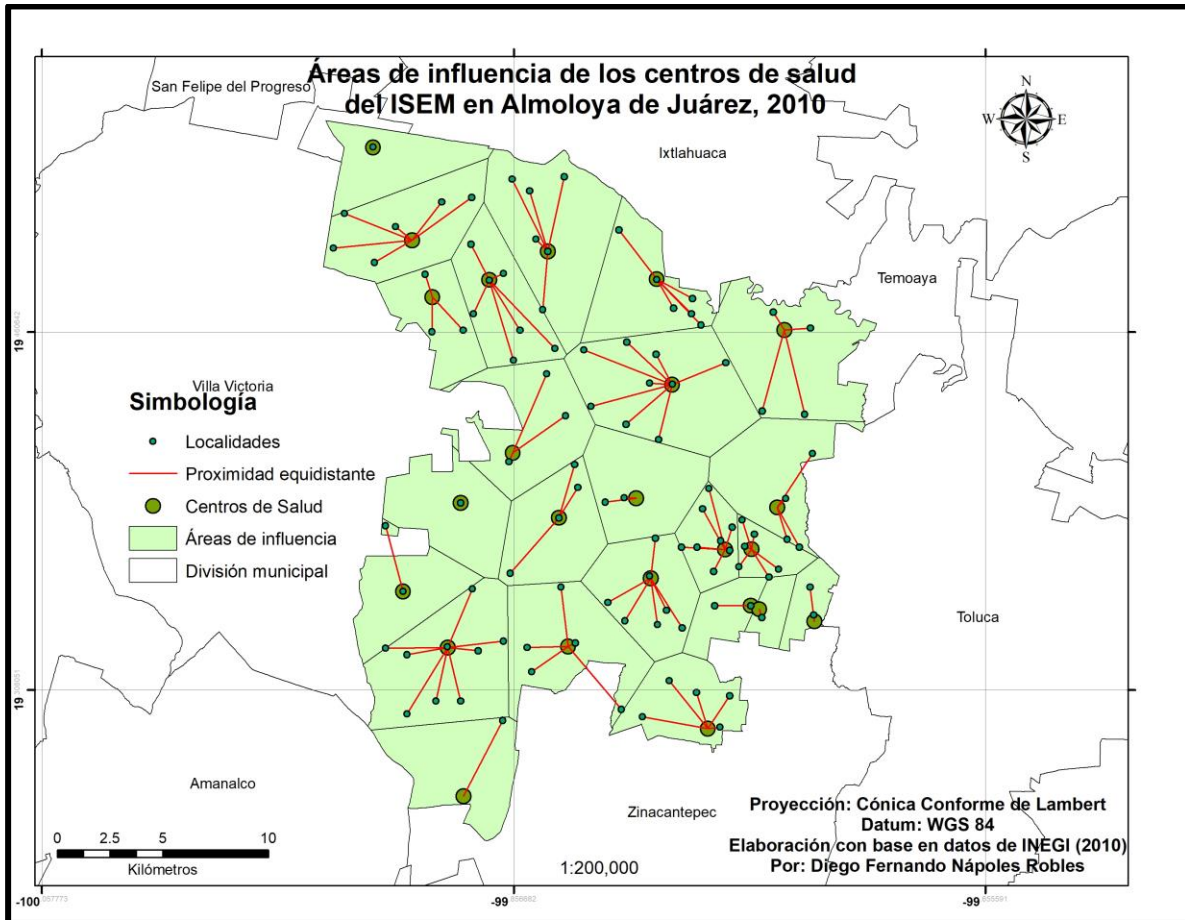 Áreas de influencia de los centros de salud
del ISEM en Almoloya de Juárez, 2010
San Felipe del Progreso
Ixtlahuaca
N
W
E
S
Temoaya
Villa Victoria
Simbología
Localidades
Proximidad equidistante
Centros de Salud
Áreas de influencia
División municipal
Toluca
Amanalco
Zinacantepec
Proyección: Cónica Conforme de Lambert
Datum: WGS 84
Elaboración con base en datos de INEGI (2010)
Por: Diego Fernando Nápoles Robles
0 2.5 5 10
Kilómetros
1:200,000
19
19
-100
-99
-99